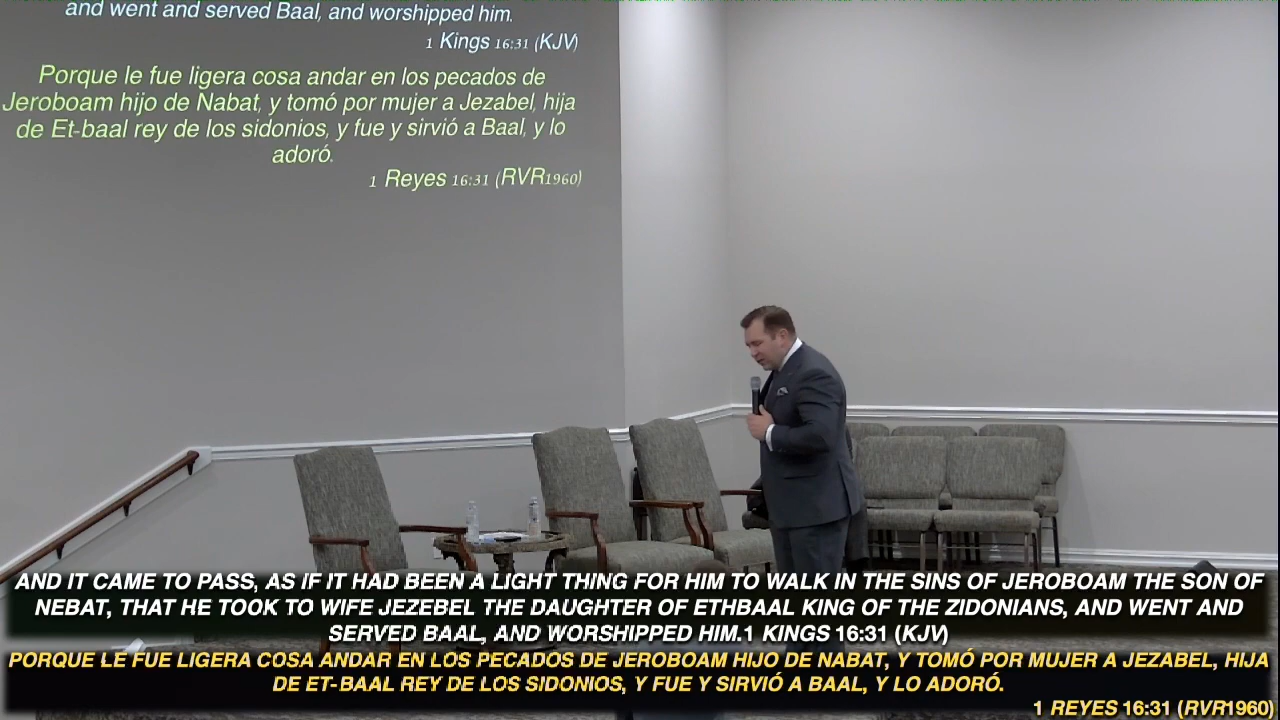 and went and served Baal, and worshipped him.
1 Kings 16:31 (KJV)
Porque le fue ligera cosa andar en los pecados de
Jeroboam hijo de Nabat, y tomó por mujer a Jezabel, hija
de Et-baal rey de los sidonios, y fue y sirvió a Baal, y lo
adoró.
1 Reyes 16:31 (RVR1960)
AND IT CAME TO PASS, AS IF IT HAD BEEN A LIGHT THING FOR HIM TO WALK IN THE SINS OF JEROBOAM THE SON OF
NEBAT, THAT HE TOOK TO WIFE JEZEBEL THE DAUGHTER OF ETHBAAL KING OF THE ZIDONIANS, AND WENT AND
SERVED BAAL, AND WORSHIPPED HIM.1 KINGS 16:31 (KJV)
PORQUE LE FUE LIGERA COSA ANDAR EN LOS PECADOS DE JEROBOAM HIJO DE NABAT, Y TOMÓ POR MUJER A JEZABEL, HIJA
DE ET-BAAL REY DE LOS SIDONIOS, Y FUE Y SIRVIÓ A BAAL, Y LO ADORÓ.
1 REYES 16:31 (RVR1960)